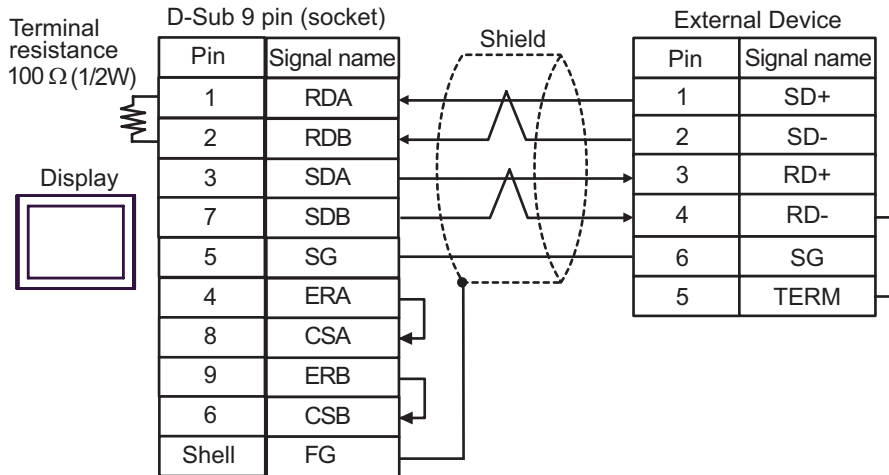 D-Sub 9 pin (socket)
External Device
Terminal
resistance
100 Ω (1/2W)
Shield
Display
Pin Signal name
1 RDA
2 RDB
3 SDA
7 SDB
5 SG
4 ERA
8 CSA
9 ERB
6 CSB
Shell FG
Pin Signal name
1 SD+
2 SD-
3 RD+
4 RD-
6 SG
5 TERM